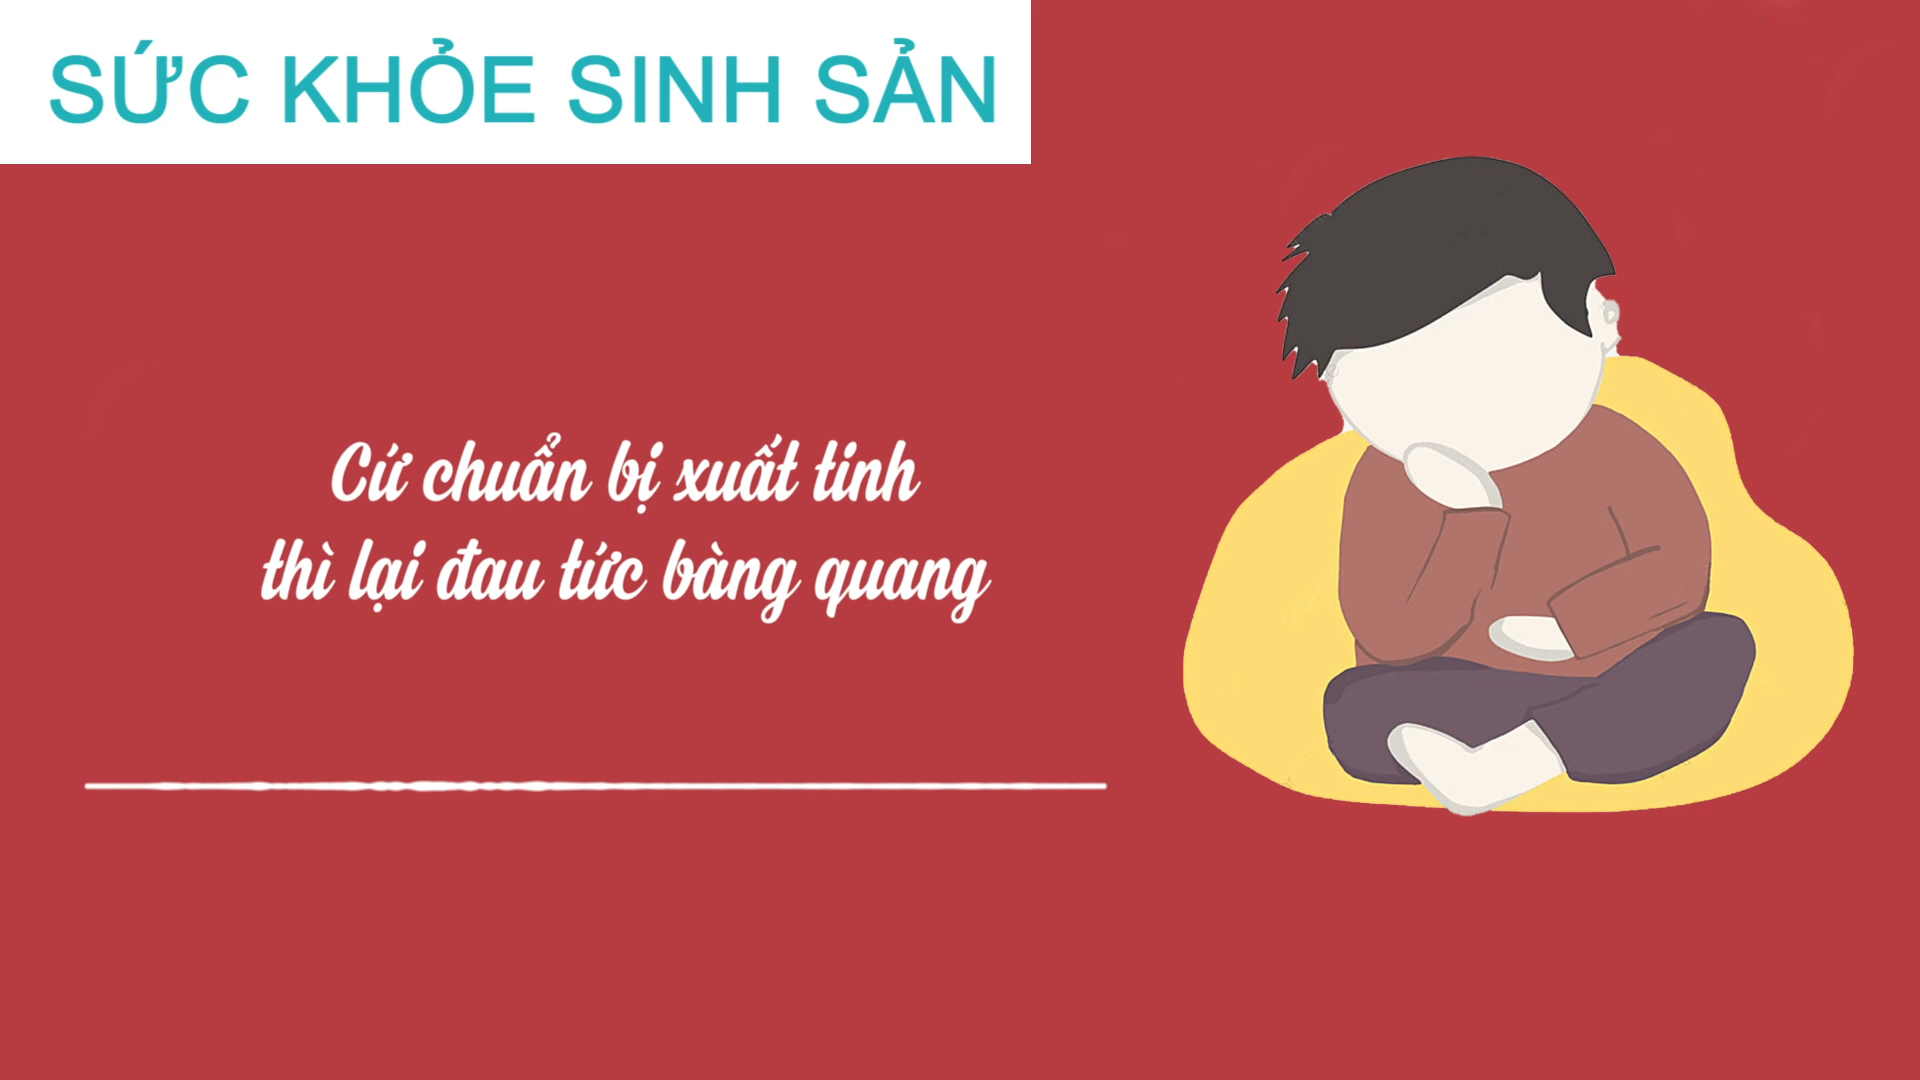 SỨC KHỎE SINH SẢN
Cứ chuẩn bị xuất tinh
thì lại đau tức bàng quang